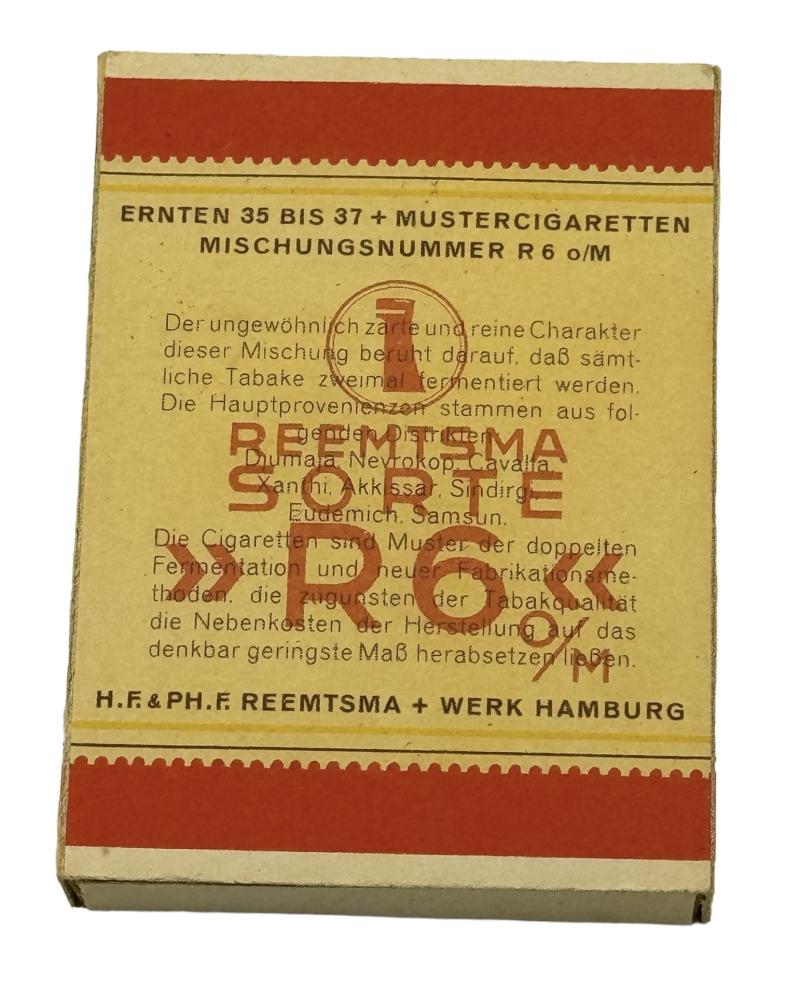 ERNTEN 35 BIS 37 + MUSTERCIGARETTEN
MISCHUNGSNUMMER R 6 o/M
Der ungewöhnlich zarte und reine Charakter
dieser Mischung beruht darauf, daß sämt-
liche Tabake zweimal fermentiert werden.
Die Hauptprovenienzen stammen aus fol-
genden Distrikten
Djumaja, Nevrokop, Cavalla,
Xanthi, Akkissar, Sindirgi,
Eudemich, Samsun.
Die Cigaretten sind Muster der doppelten
Fermentation und neuer Fabrikationsme-
thoden, die zugunsten der Tabakqualität
die Nebenkosten der Herstellung auf das
denkbar geringste Maß herabsetzen ließen.
REEMTSMA
SORTE
» R6 «
o/M
H.F. & PH.F. REEMTSMA + WERK HAMBURG